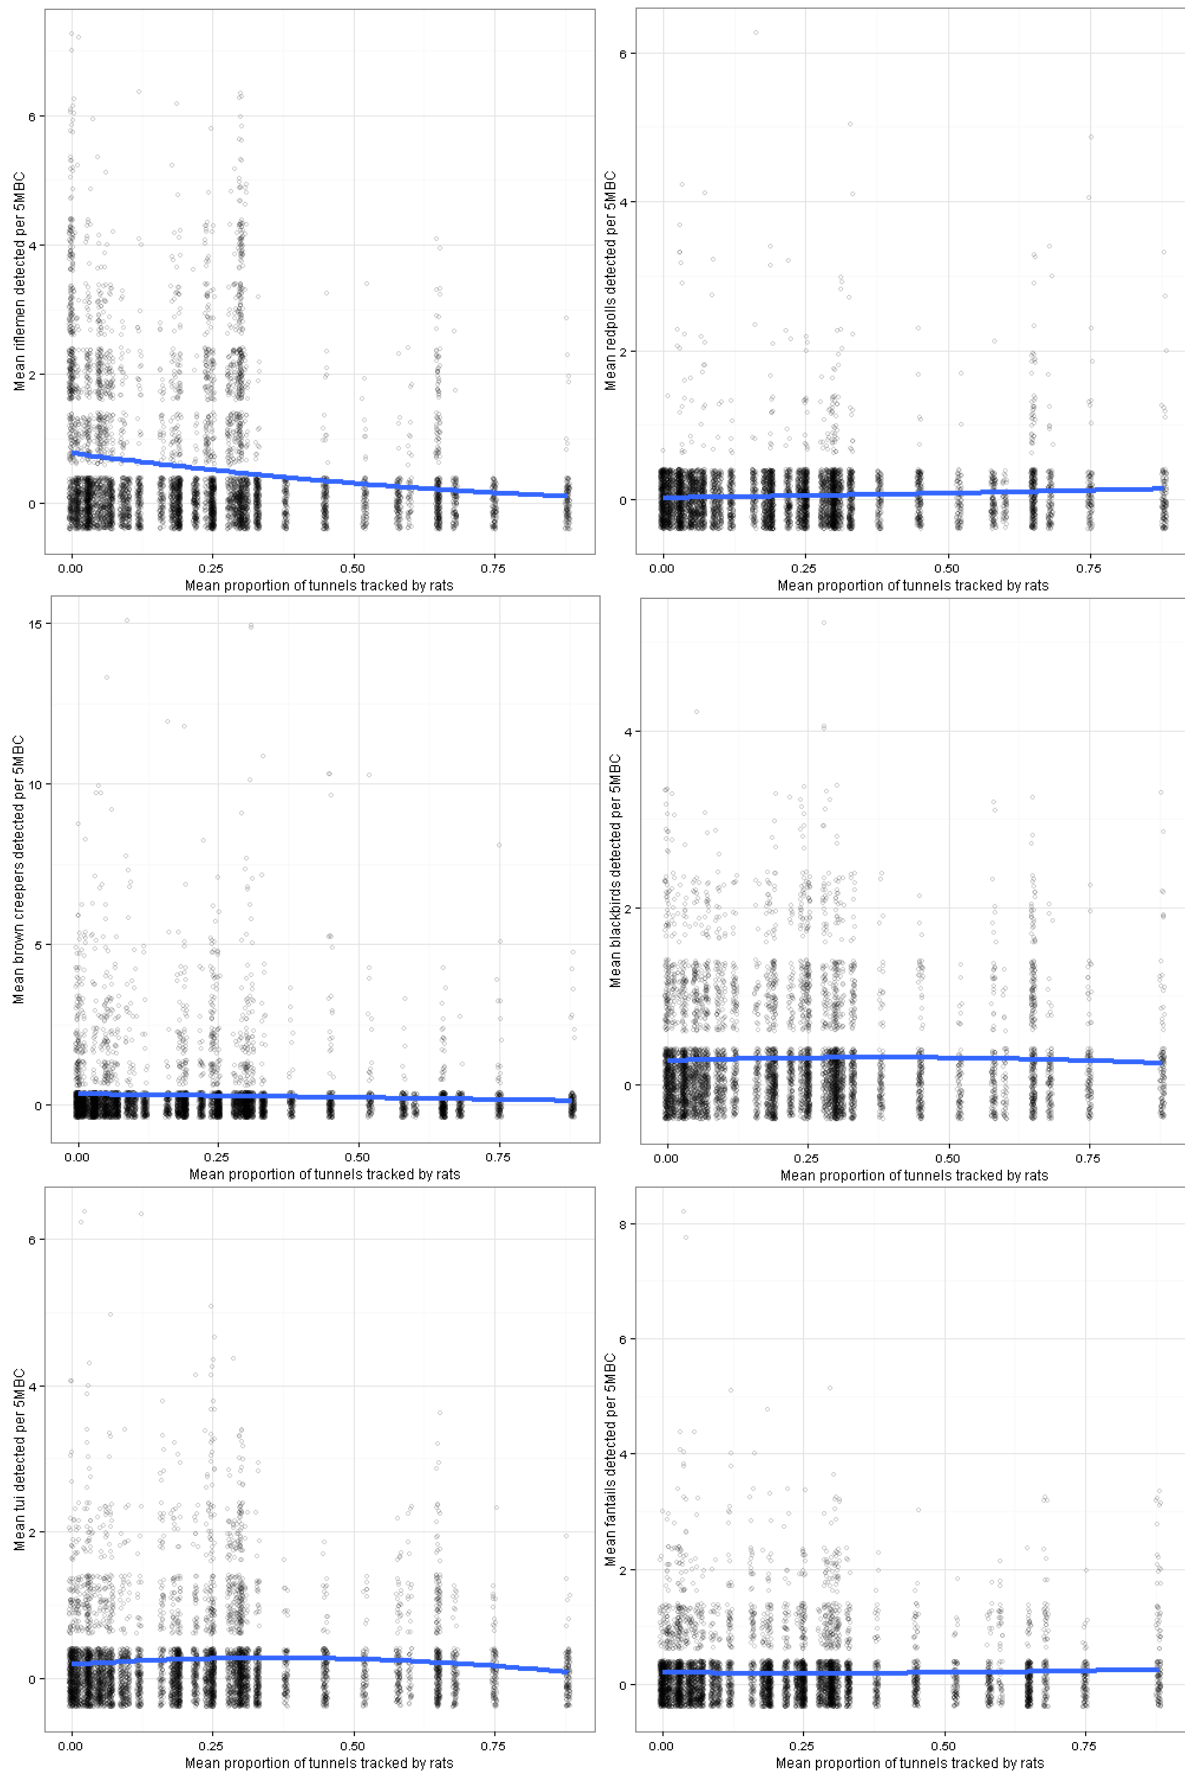 Mean riflemen detected per 5MBC
6
4
2
0
0.00 0.25 0.50 0.75
Mean proportion of tunnels tracked by rats
Mean redpolls detected per 5MBC
6
4
2
0
0.00 0.25 0.50 0.75
Mean proportion of tunnels tracked by rats
Mean brown creepers detected per 5MBC
15
10
5
0
0.00 0.25 0.50 0.75
Mean proportion of tunnels tracked by rats
Mean blackbirds detected per 5MBC
4
2
0
0.00 0.25 0.50 0.75
Mean proportion of tunnels tracked by rats
Mean tui detected per 5MBC
6
4
2
0
0.00 0.25 0.50 0.75
Mean proportion of tunnels tracked by rats
Mean fantails detected per 5MBC
8
6
4
2
0
0.00 0.25 0.50 0.75
Mean proportion of tunnels tracked by rats